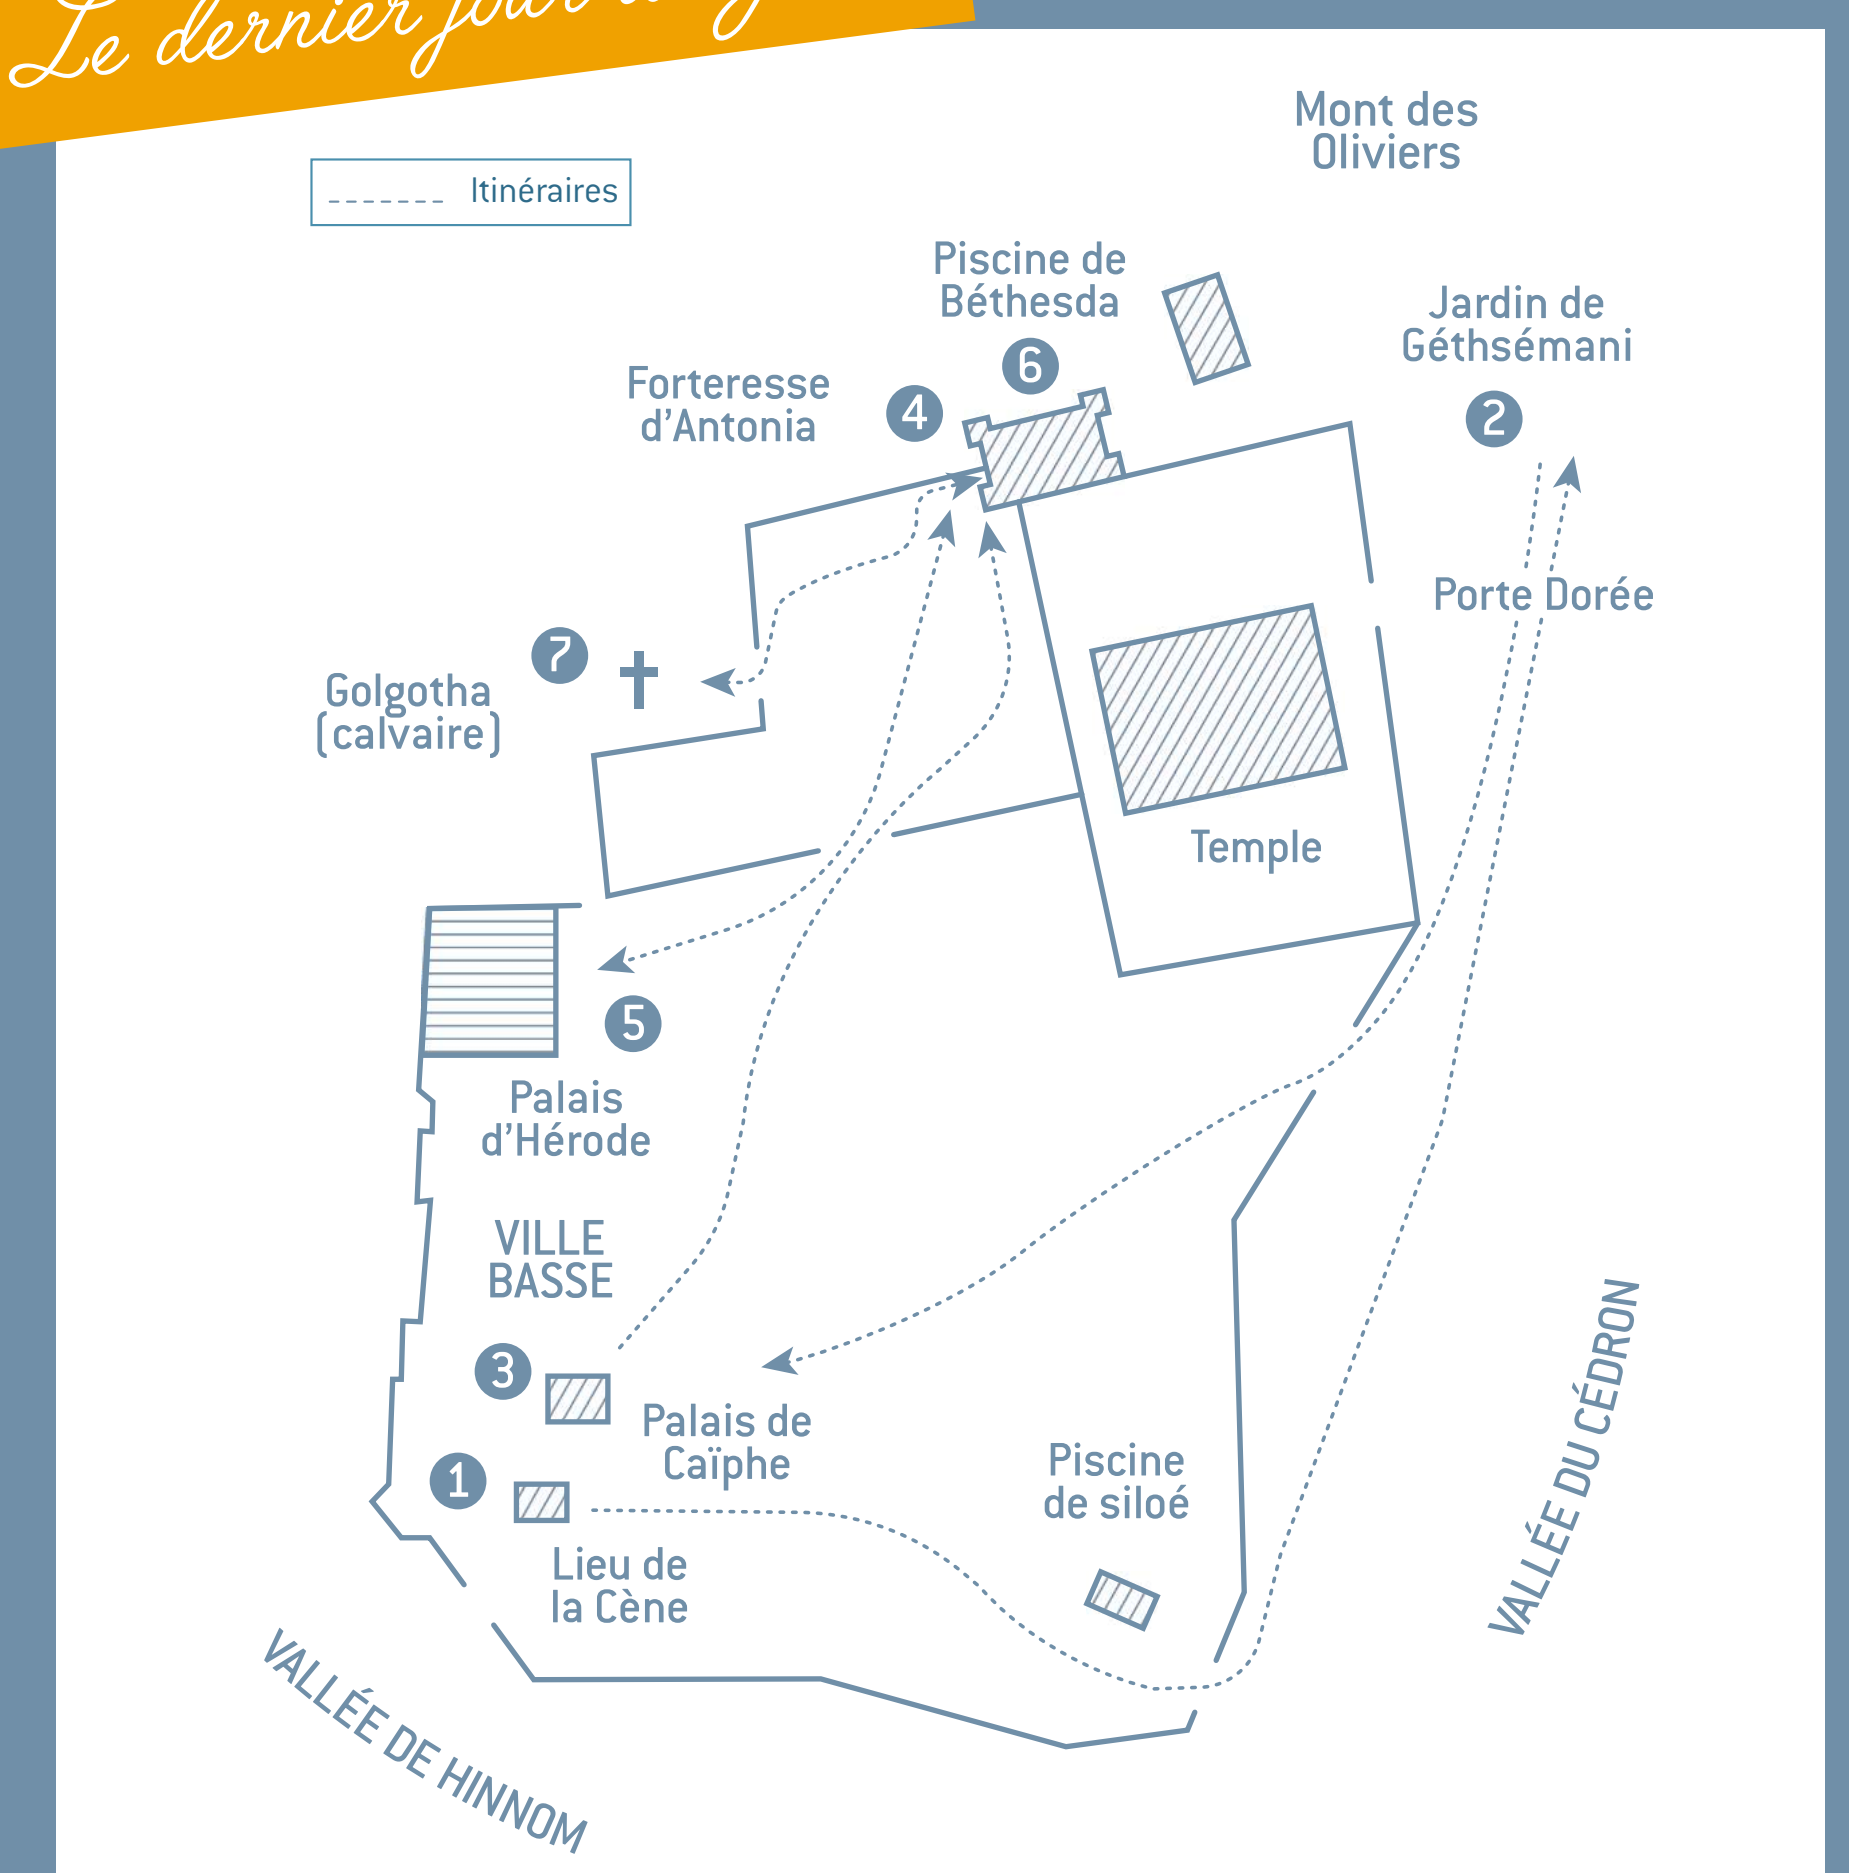 Le dernier jour
Itinéraires
Mont des
Oliviers
Piscine de
Béthesda
6
Jardin de
Géthsémani
2
Forteresse
d'Antonia
4
Porte Dorée
7
Golgotha
(calvaire)
Temple
5
Palais
d'Hérode
VILLE
BASSE
3
Palais de
Caïphe
1
Lieu de
la Cène
Piscine
de siloé
VALLÉE DU CÉDRON
VALLÉE DE HINNOM